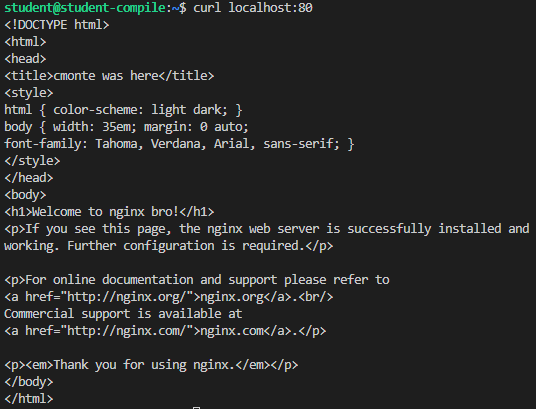 student@student-compile:~$ curl localhost:80
<!DOCTYPE html>
<html>
<head>
<title>cmonte was here</title>
<style>
html { color-scheme: light dark; }
body { width: 35em; margin: 0 auto;
font-family: Tahoma, Verdana, Arial, sans-serif; }
</style>
</head>
<body>
<h1>Welcome to nginx bro!</h1>
<p>If you see this page, the nginx web server is successfully installed and
working. Further configuration is required.</p>

<p>For online documentation and support please refer to
<a href="http://nginx.org/">nginx.org</a>.<br/>
Commercial support is available at
<a href="http://nginx.com/">nginx.com</a>.</p>

<p><em>Thank you for using nginx.</em></p>
</body>
</html>